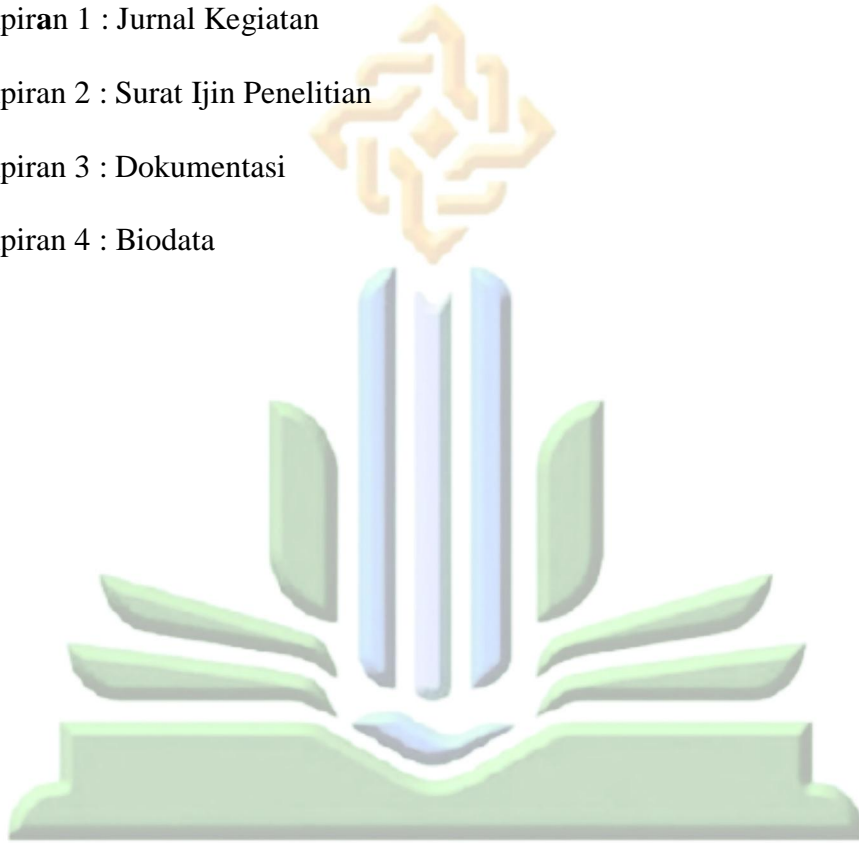 piran 1 : Jurnal Kegiatan
piran 2 : Surat Ijin Penelitian
piran 3 : Dokumentasi
piran 4 : Biodata